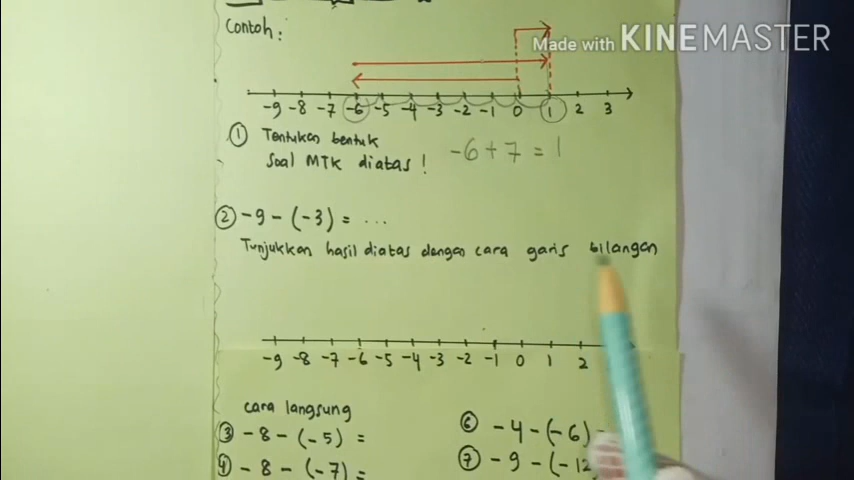 Contoh:
Made with KINEMASTER
-9 -8 -7 -6 -5 -4 -3 -2 -1 0 1 2 3
① Tentukan bentuk
Soal MTK diatas!
-6 + 7 = 1
② -9 - (-3) = ...
Tunjukkan hasil diatas dengan cara garis bilangan
-9 -8 -7 -6 -5 -4 -3 -2 -1 0 1 2
cara langsung
③ -8 - (-5) =
④ -8 - (-7) =
⑥ -4 - (-6)
⑦ -9 - (-12